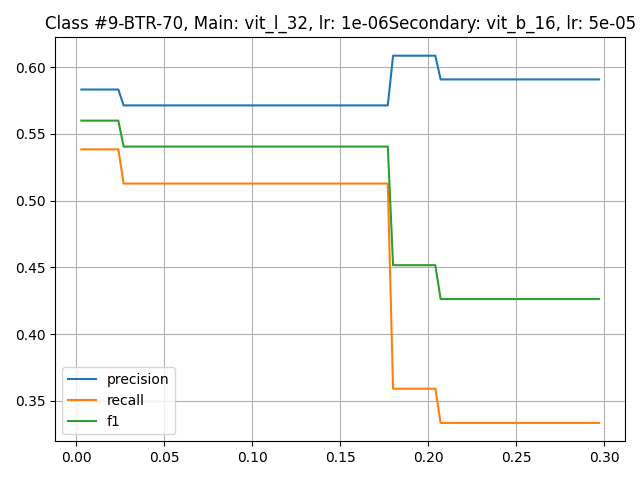 Class #9-BTR-70, Main: vit_l_32, lr: 1e-06Secondary: vit_b_16, lr: 5e-05
0.60
0.55
0.50
0.45
0.40
0.35
precision
recall
f1
0.00 0.05 0.10 0.15 0.20 0.25 0.30